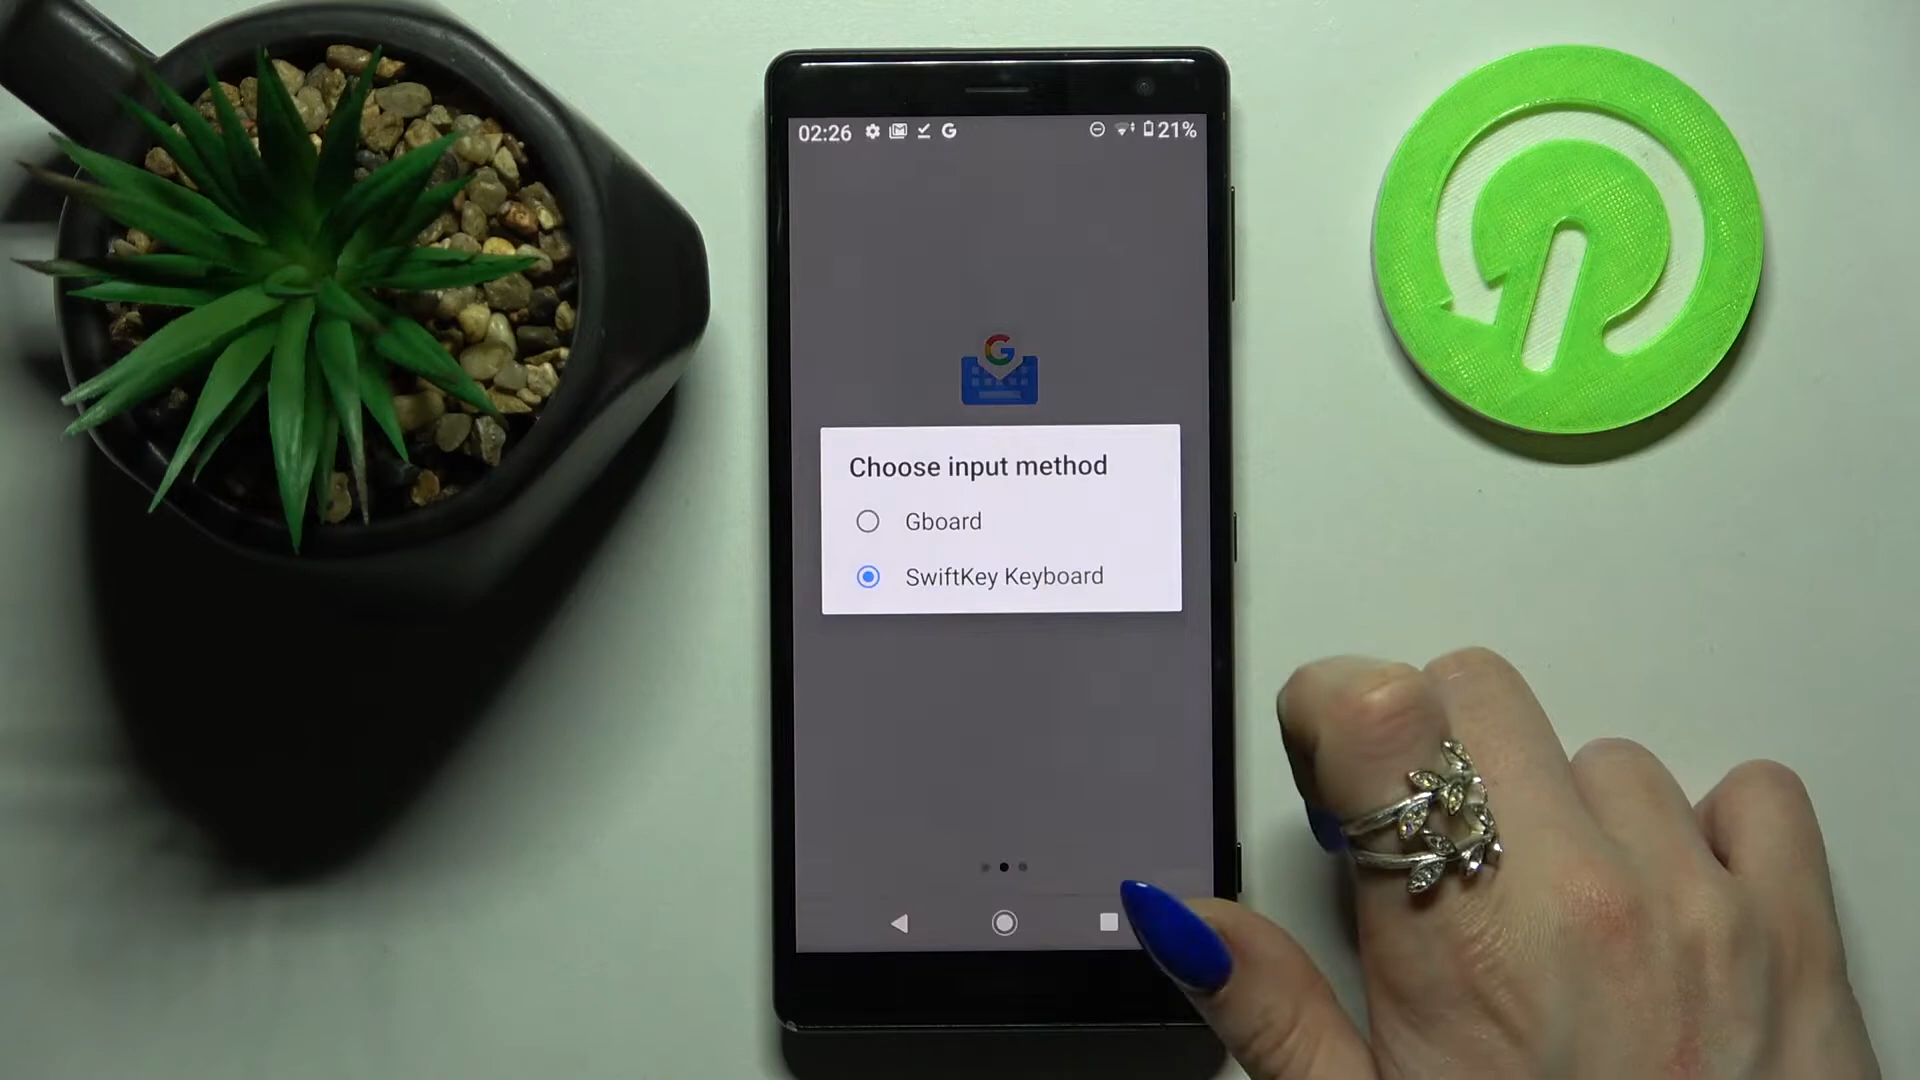 02:26 G 21%
G
Choose input method
Gboard
SwiftKey Keyboard